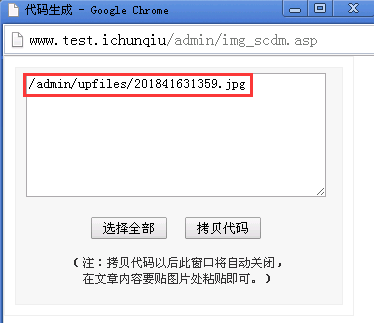 代码生成 - Google Chrome
www.test.ichunqiu/admin/img_scdm.asp
/admin/upfiles/201841631359.jpg
选择全部 拷贝代码
（注：拷贝代码以后此窗口将自动关闭，
在文章内容要贴图片处粘贴即可。）